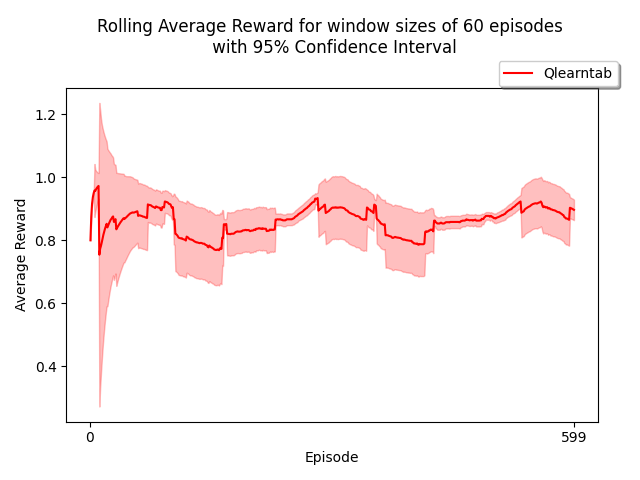 Rolling Average Reward for window sizes of 60 episodes
with 95% Confidence Interval
Qlearntab
1.2
1.0
0.8
0.6
0.4
Average Reward
0
599
Episode